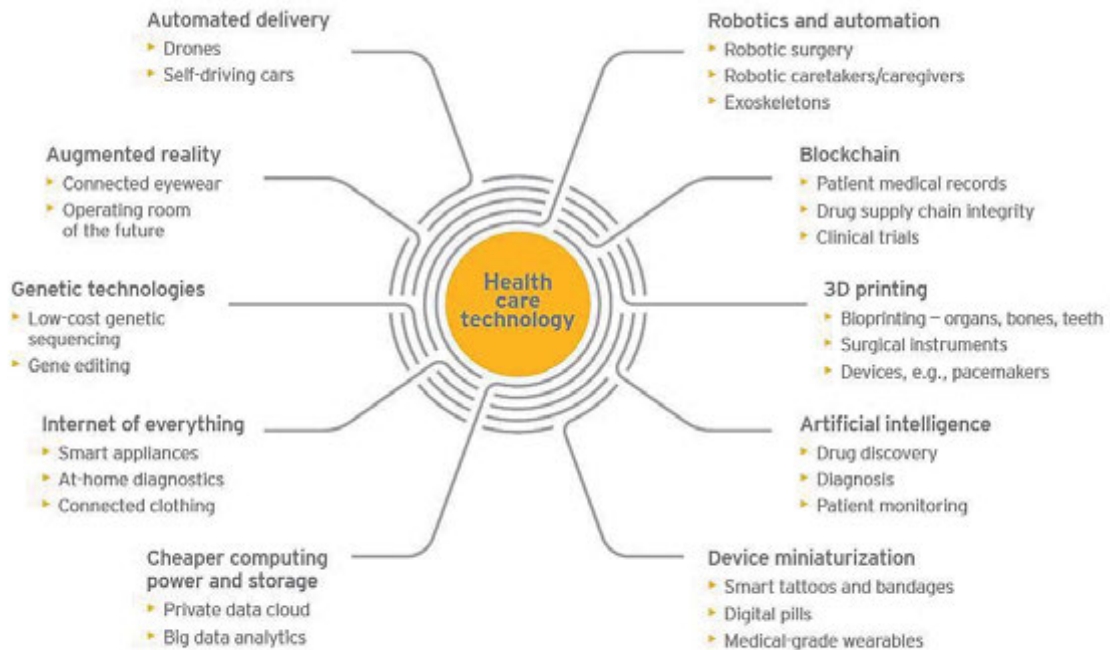 Automated delivery
Drones
Self-driving cars
Augmented reality
Connected eyewear
Operating room
of the future
Genetic technologies
Low-cost genetic
sequencing
Gene editing
Internet of everything
Smart appliances
At-home diagnostics
Connected clothing
Cheaper computing
power and storage
Private data cloud
Big data analytics
Health
care
technology
Robotics and automation
Robotic surgery
Robotic caretakers/caregivers
Exoskeletons
Blockchain
Patient medical records
Drug supply chain integrity
Clinical trials
3D printing
Bioprinting – organs, bones, teeth
Surgical instruments
Devices, e.g., pacemakers
Artificial intelligence
Drug discovery
Diagnosis
Patient monitoring
Device miniaturization
Smart tattoos and bandages
Digital pills
Medical-grade wearables